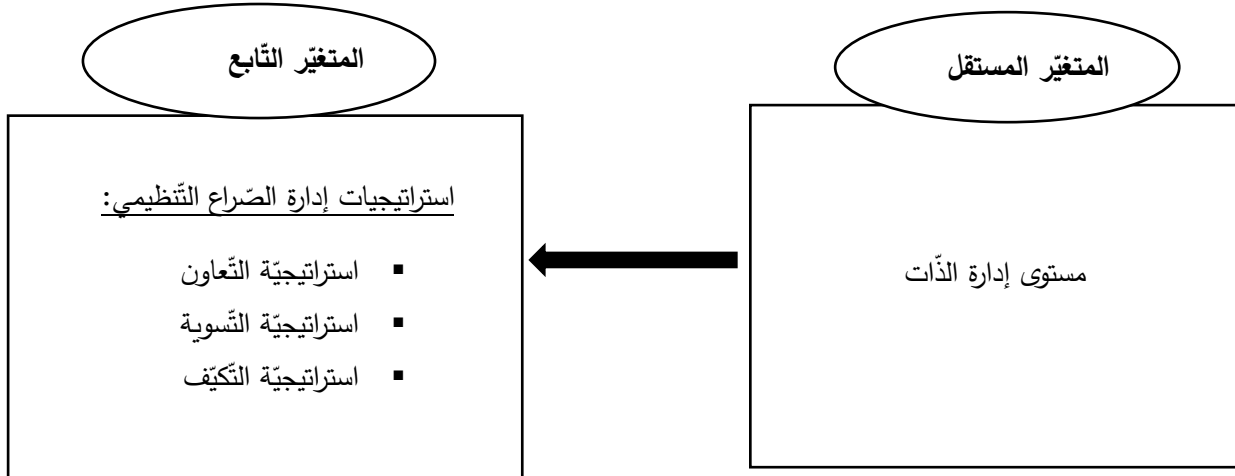 المتغيّر المستقل
مستوى إدارة الذّات
المتغيّر التّابع
استراتيجيات إدارة الصّراع التّنظيمي:
▪ استراتيجيّة التّعاون
▪ استراتيجيّة التّسوية
▪ استراتيجيّة التّكيّف